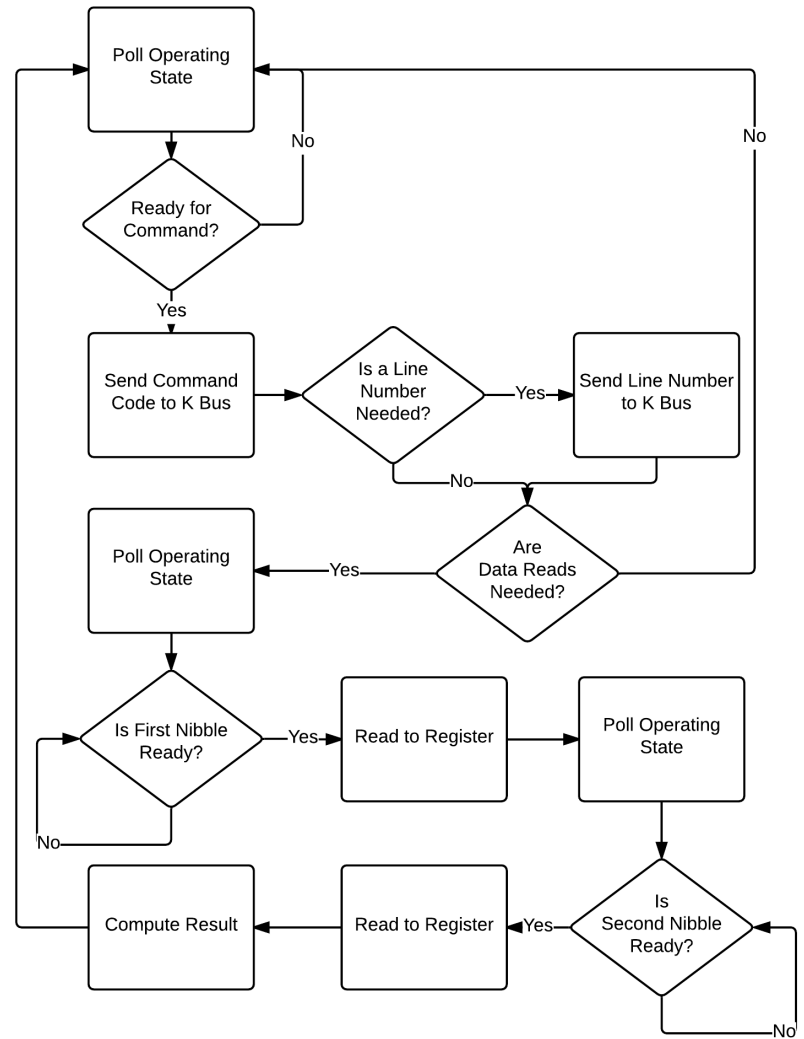 Poll Operating
State
No
No
Ready for
Command?
Yes
Send Command
Code to K Bus
Is a Line
Number
Needed?
Yes
Send Line Number
to K Bus
No
Are
Data Reads
Needed?
Yes
Poll Operating
State
Is First Nibble
Ready?
Yes
No
Read to Register
Poll Operating
State
Is
Second Nibble
Ready?
No
Yes
Read to Register
Compute Result